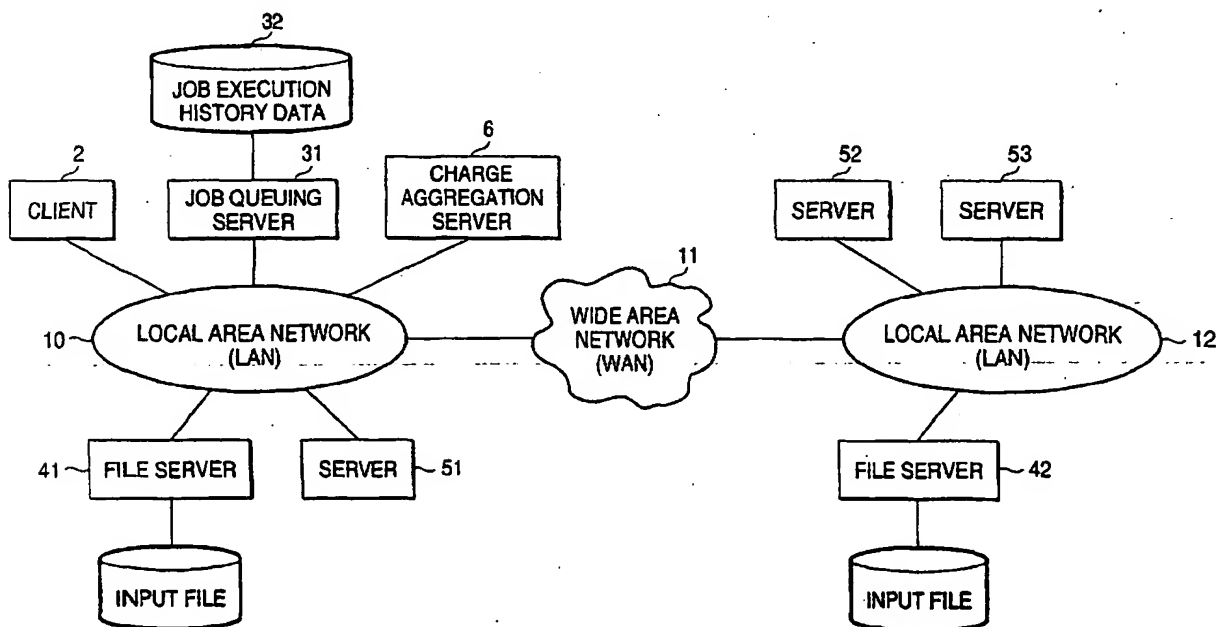 32
JOB EXECUTION
HISTORY DATA
2
CLIENT
31
JOB QUEUING
SERVER
6
CHARGE
AGGREGATION
SERVER
52
SERVER
53
SERVER
10
LOCAL AREA NETWORK
(LAN)
11
WIDE AREA
NETWORK
(WAN)
LOCAL AREA NETWORK
(LAN)
12
41
FILE SERVER
SERVER
51
FILE SERVER
42
INPUT FILE
INPUT FILE